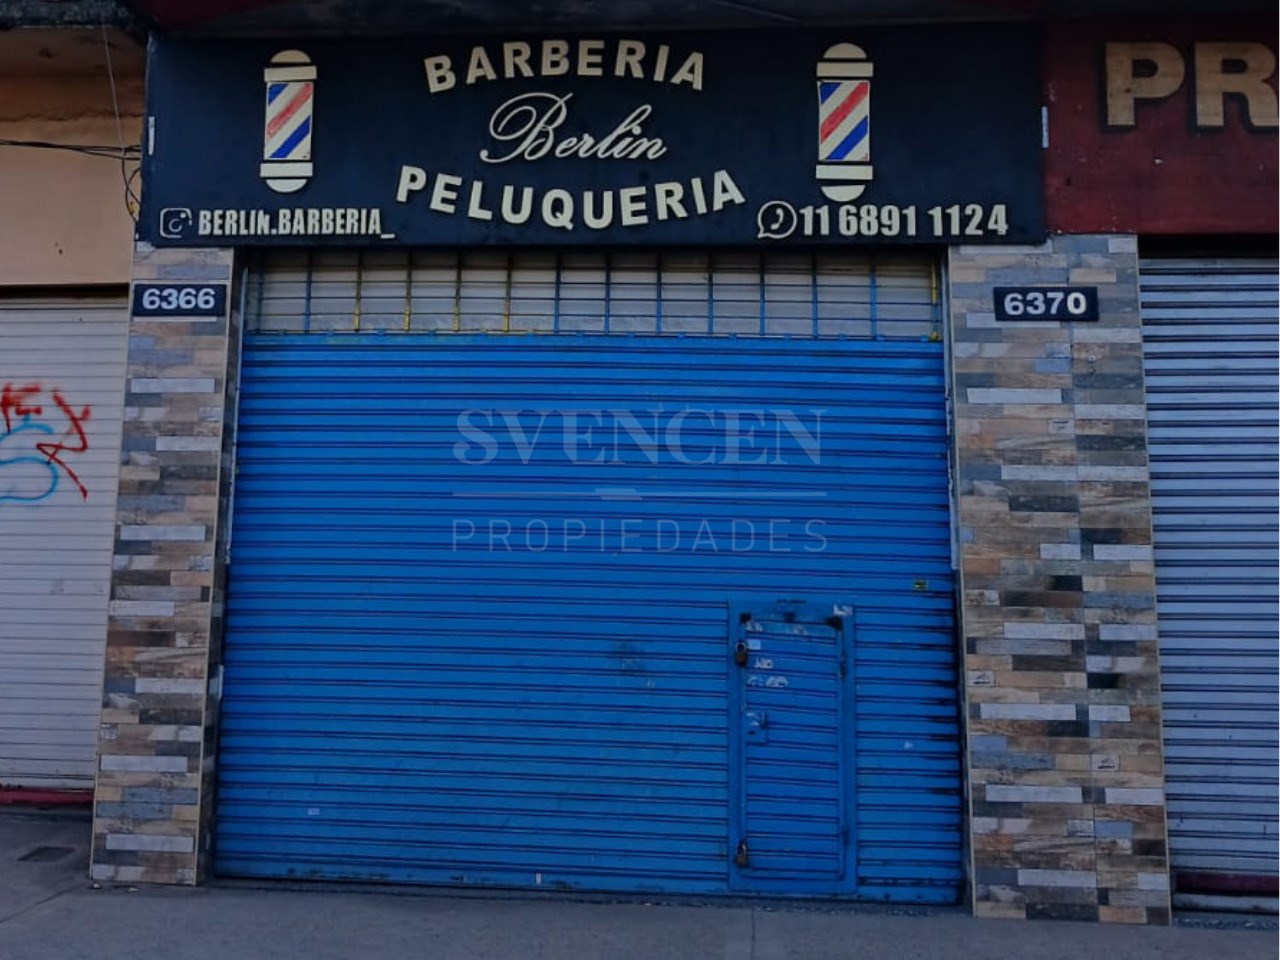 BARBERIA
Berlin
PELUQUERIA
BERLIN.BARBERIA_
11 6891 1124
PR
6366
6370
SVENCEN
PROPIEDADES